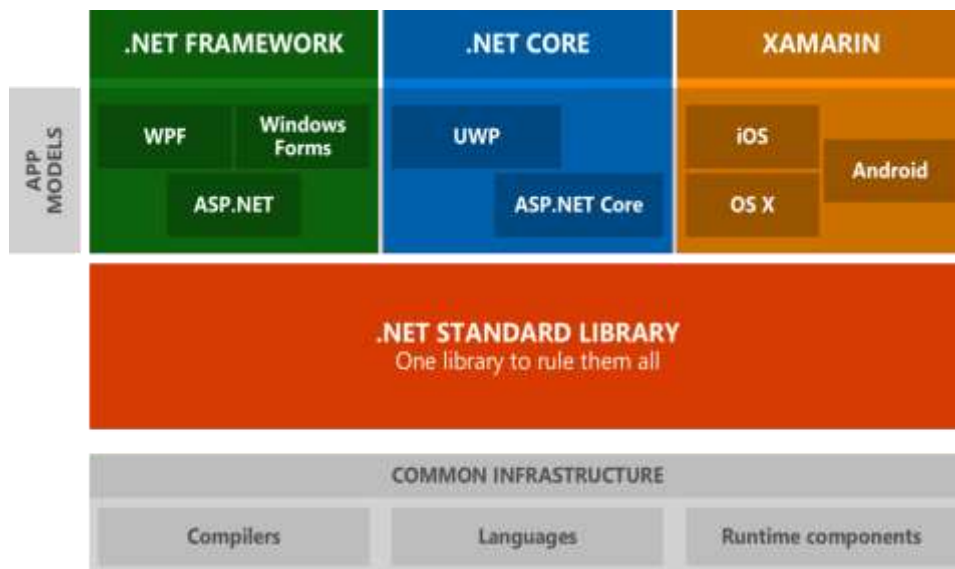 .NET FRAMEWORK
.NET CORE
XAMARIN
APP
MODELS
WPF
Windows
Forms
ASP.NET
UWP
ASP.NET Core
iOS
Android
OS X
.NET STANDARD LIBRARY
One library to rule them all
COMMON INFRASTRUCTURE
Compilers
Languages
Runtime components